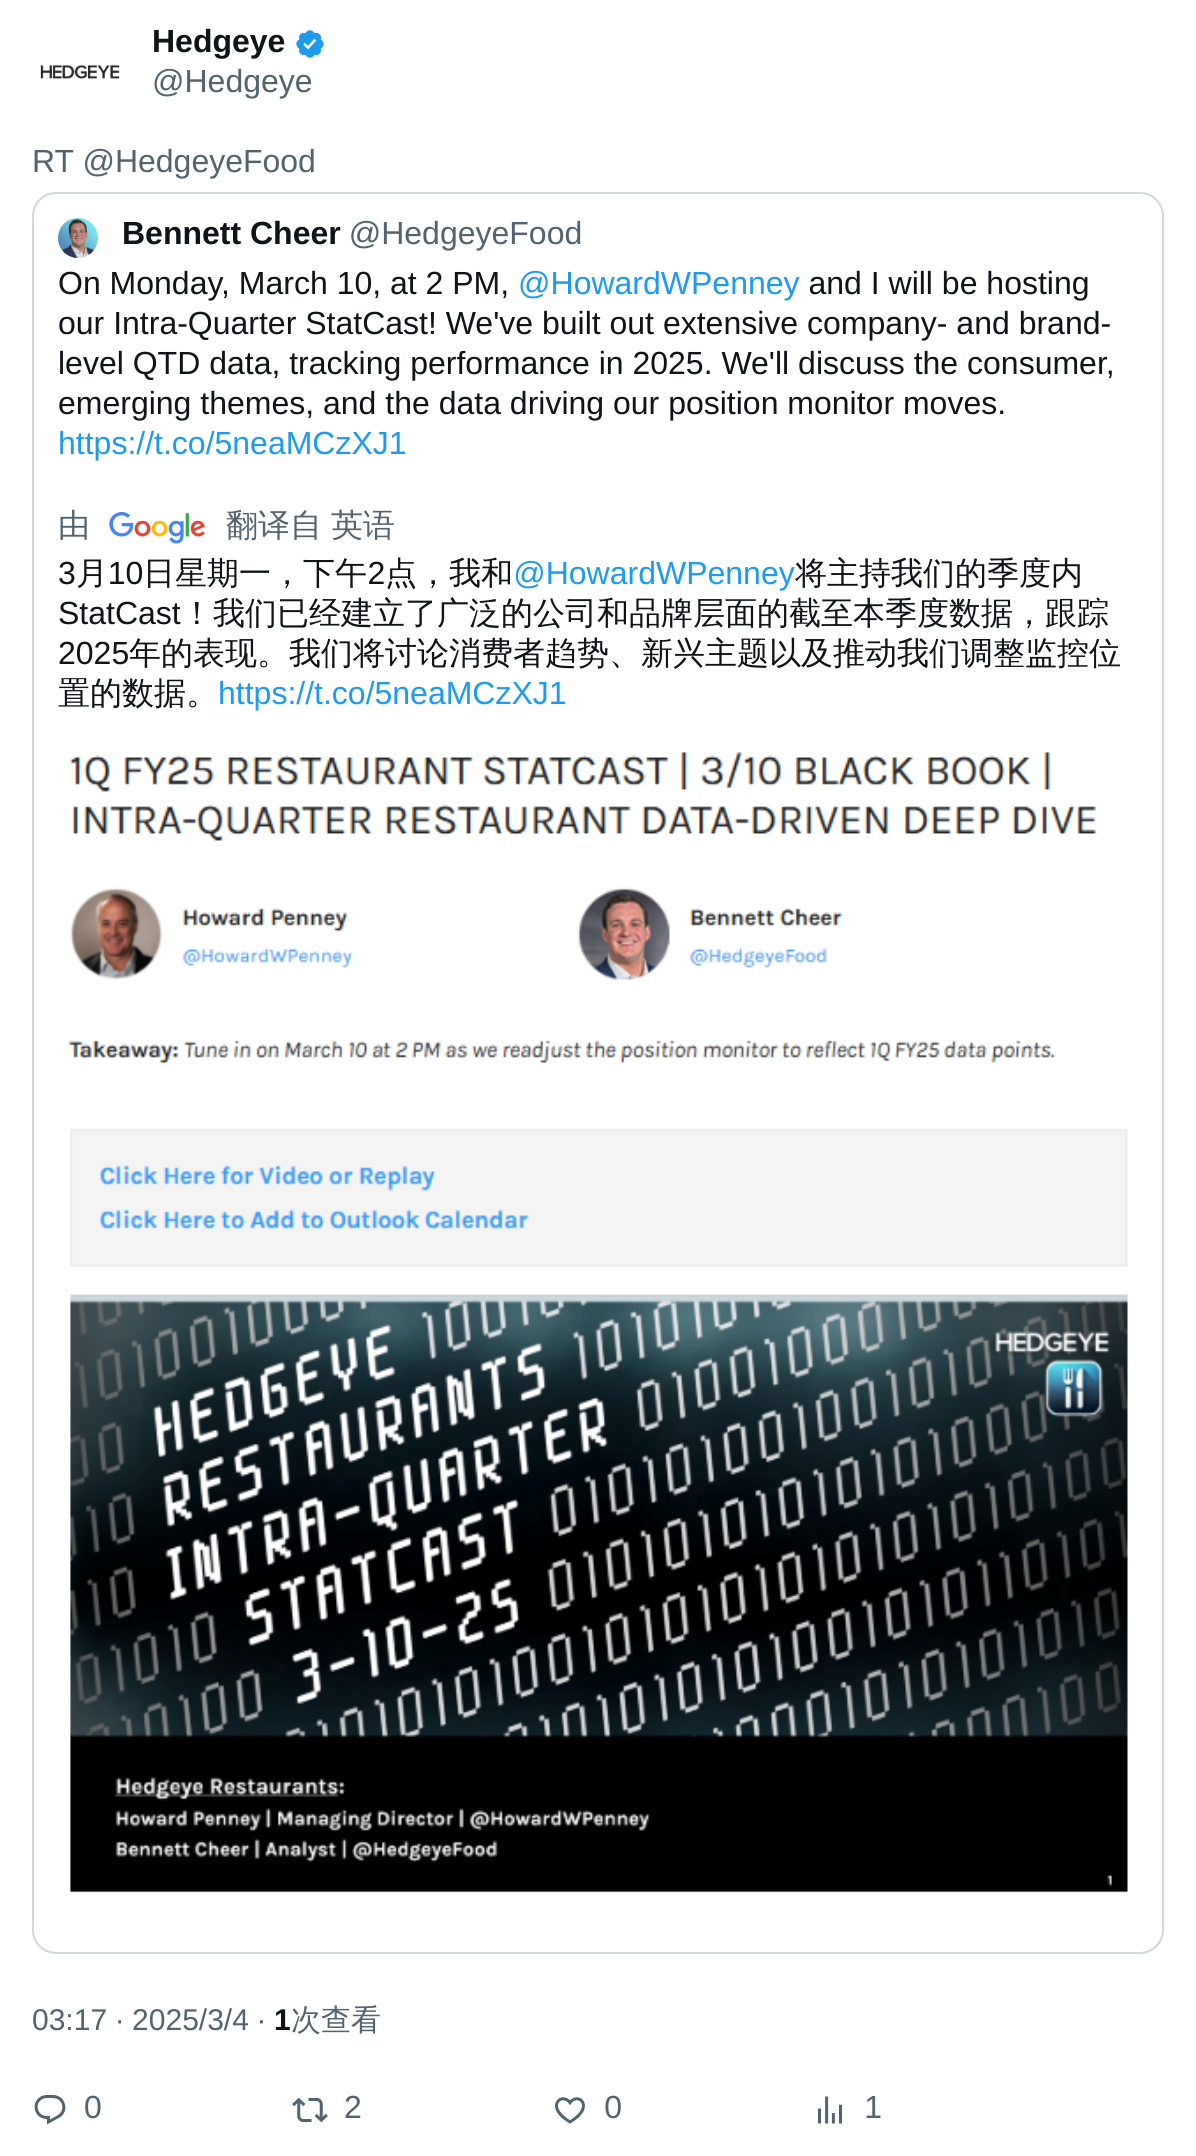 Hedgeye
HEDGEYE
@Hedgeye
RT @HedgeyeFood
Bennett Cheer @HedgeyeFood
On Monday, March 10, at 2 PM, @HowardWPenney and I will be hosting
our Intra-Quarter StatCast! We've built out extensive company- and brand-
level QTD data, tracking performance in 2025. We'll discuss the consumer,
emerging themes, and the data driving our position monitor moves.
https://t.co/5neaMCzXJ1
由 Google 翻译自 英语
3月10日星期一，下午2点，我和@HowardWPenney将主持我们的季度内
StatCast！我们已经建立了广泛的公司和品牌层面的截至本季度数据，跟踪
2025年的表现。我们将讨论消费者趋势、新兴主题以及推动我们调整监控位
置的数据。https://t.co/5neaMCzXJ1
1Q FY25 RESTAURANT STATCAST | 3/10 BLACK BOOK |
INTRA-QUARTER RESTAURANT DATA-DRIVEN DEEP DIVE
Howard Penney
@HowardWPenney
Bennett Cheer
@HedgeyeFood
Takeaway: Tune in on March 10 at 2 PM as we readjust the position monitor to reflect 1Q FY25 data points.
Click Here for Video or Replay
Click Here to Add to Outlook Calendar
HEDGEYE
HEDGEYE
RESTAURANTS
INTRA-QUARTER
STATCAST
3-10-25
Hedgeye Restaurants:
Howard Penney | Managing Director | @HowardWPenney
Bennett Cheer | Analyst | @HedgeyeFood
1
03:17 · 2025/3/4 · 1次查看
0
2
0
1